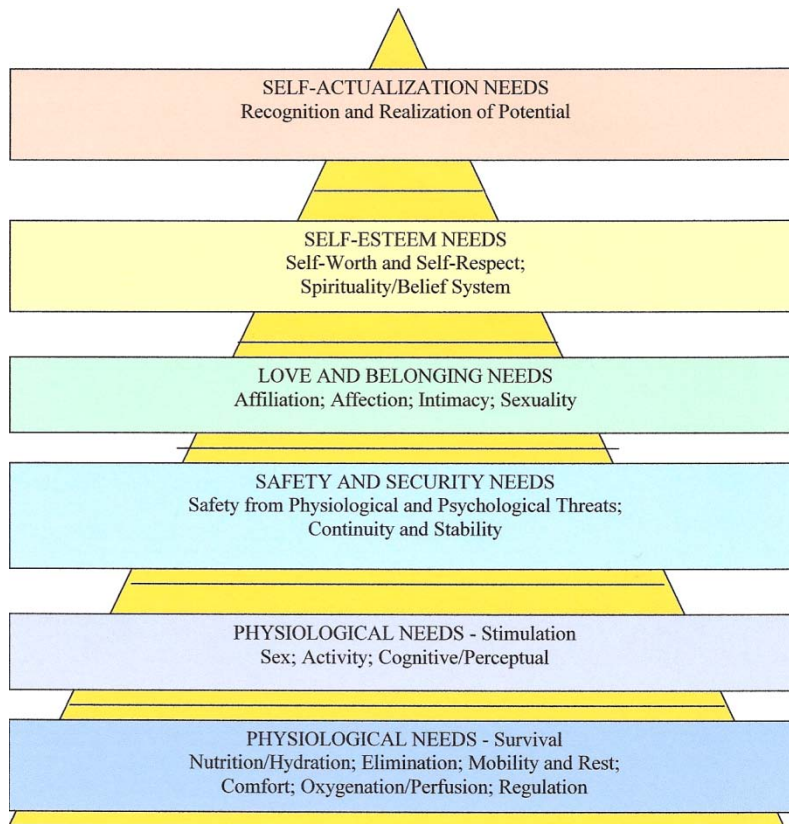 SELF-ACTUALIZATION NEEDS
Recognition and Realization of Potential
SELF-ESTEEM NEEDS
Self-Worth and Self-Respect;
Spirituality/Belief System
LOVE AND BELONGING NEEDS
Affiliation; Affection; Intimacy; Sexuality
SAFETY AND SECURITY NEEDS
Safety from Physiological and Psychological Threats;
Continuity and Stability
PHYSIOLOGICAL NEEDS - Stimulation
Sex; Activity; Cognitive/Perceptual
PHYSIOLOGICAL NEEDS - Survival
Nutrition/Hydration; Elimination; Mobility and Rest;
Comfort; Oxygenation/Perfusion; Regulation